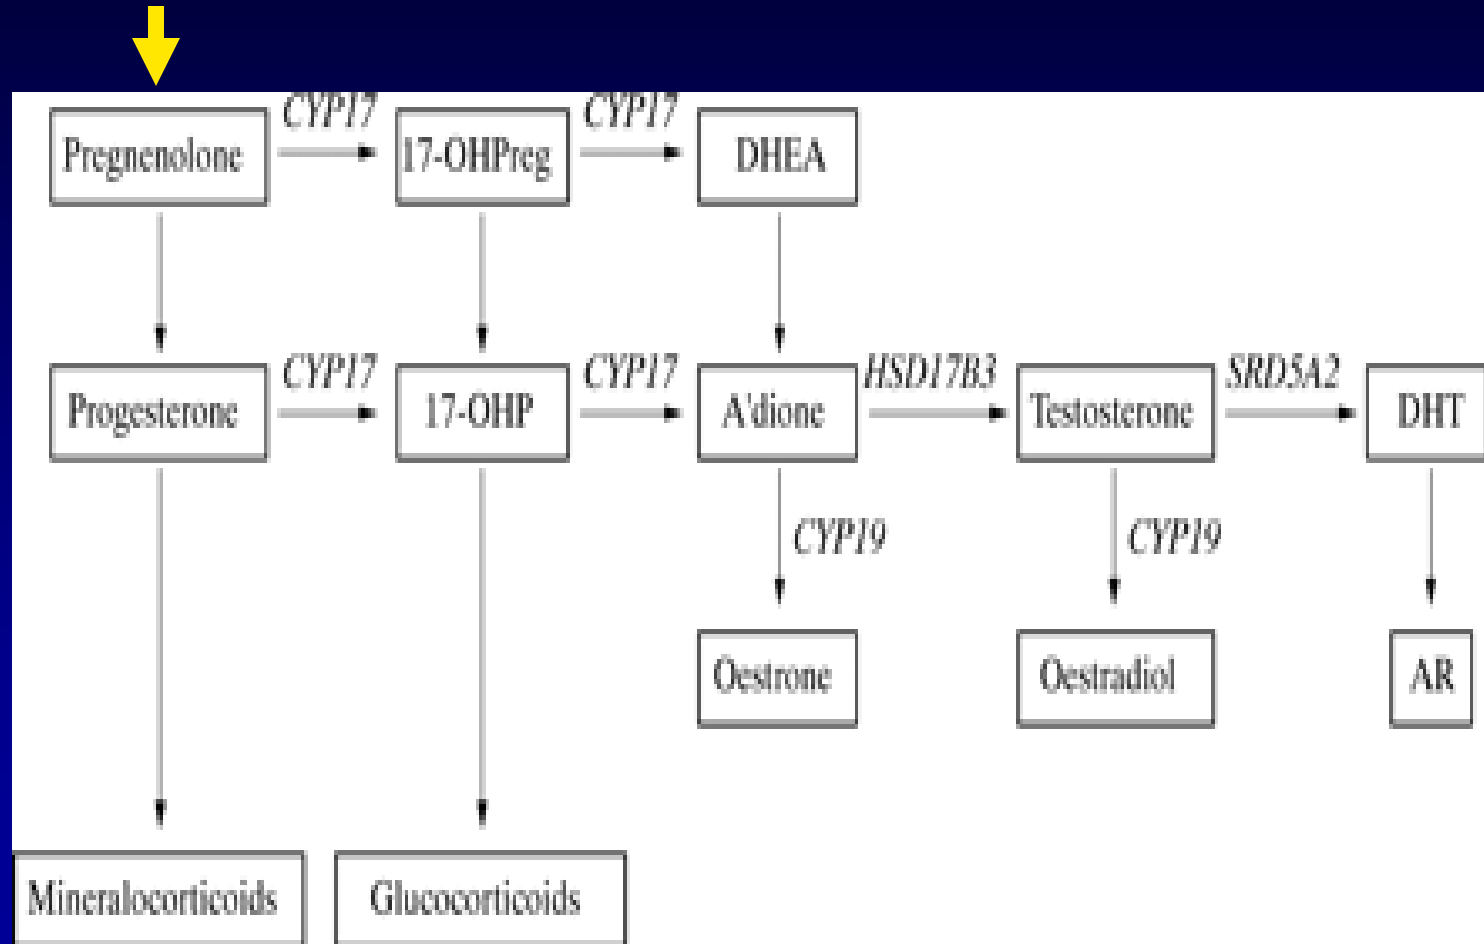 CYP17 CYP17
Pregnenolone 17-OHPreg DHEA
CYP17 CYP17 HSD17B3 SRD5A2
Progesterone 17-OHP A'dione Testosterone DHT
CYP19 CYP19
Oestrone Oestradiol AR
Mineralocorticoids Glucocorticoids